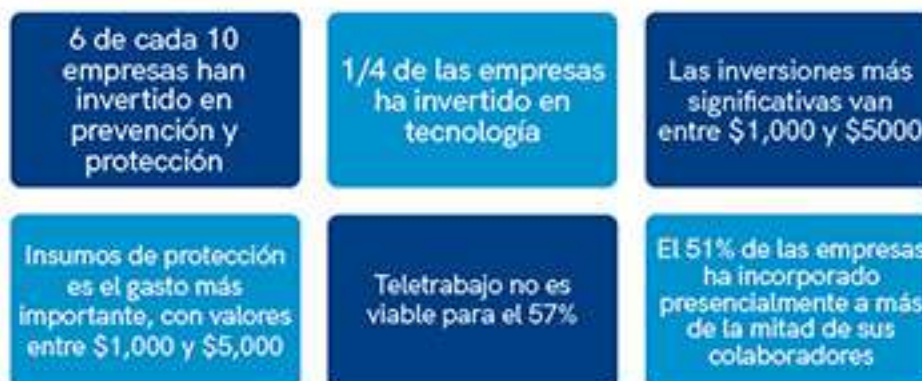 6 de cada 10
empresas han
invertido en
prevención y
protección
1/4 de las empresas
ha invertido en
tecnología
Las inversiones más
significativas van
entre $1,000 y $5000
Insumos de protección
es el gasto más
importante, con valores
entre $1,000 y $5,000
Teletrabajo no es
viable para el 57%
El 51% de las empresas
ha incorporado
presencialmente a más
de la mitad de sus
colaboradores